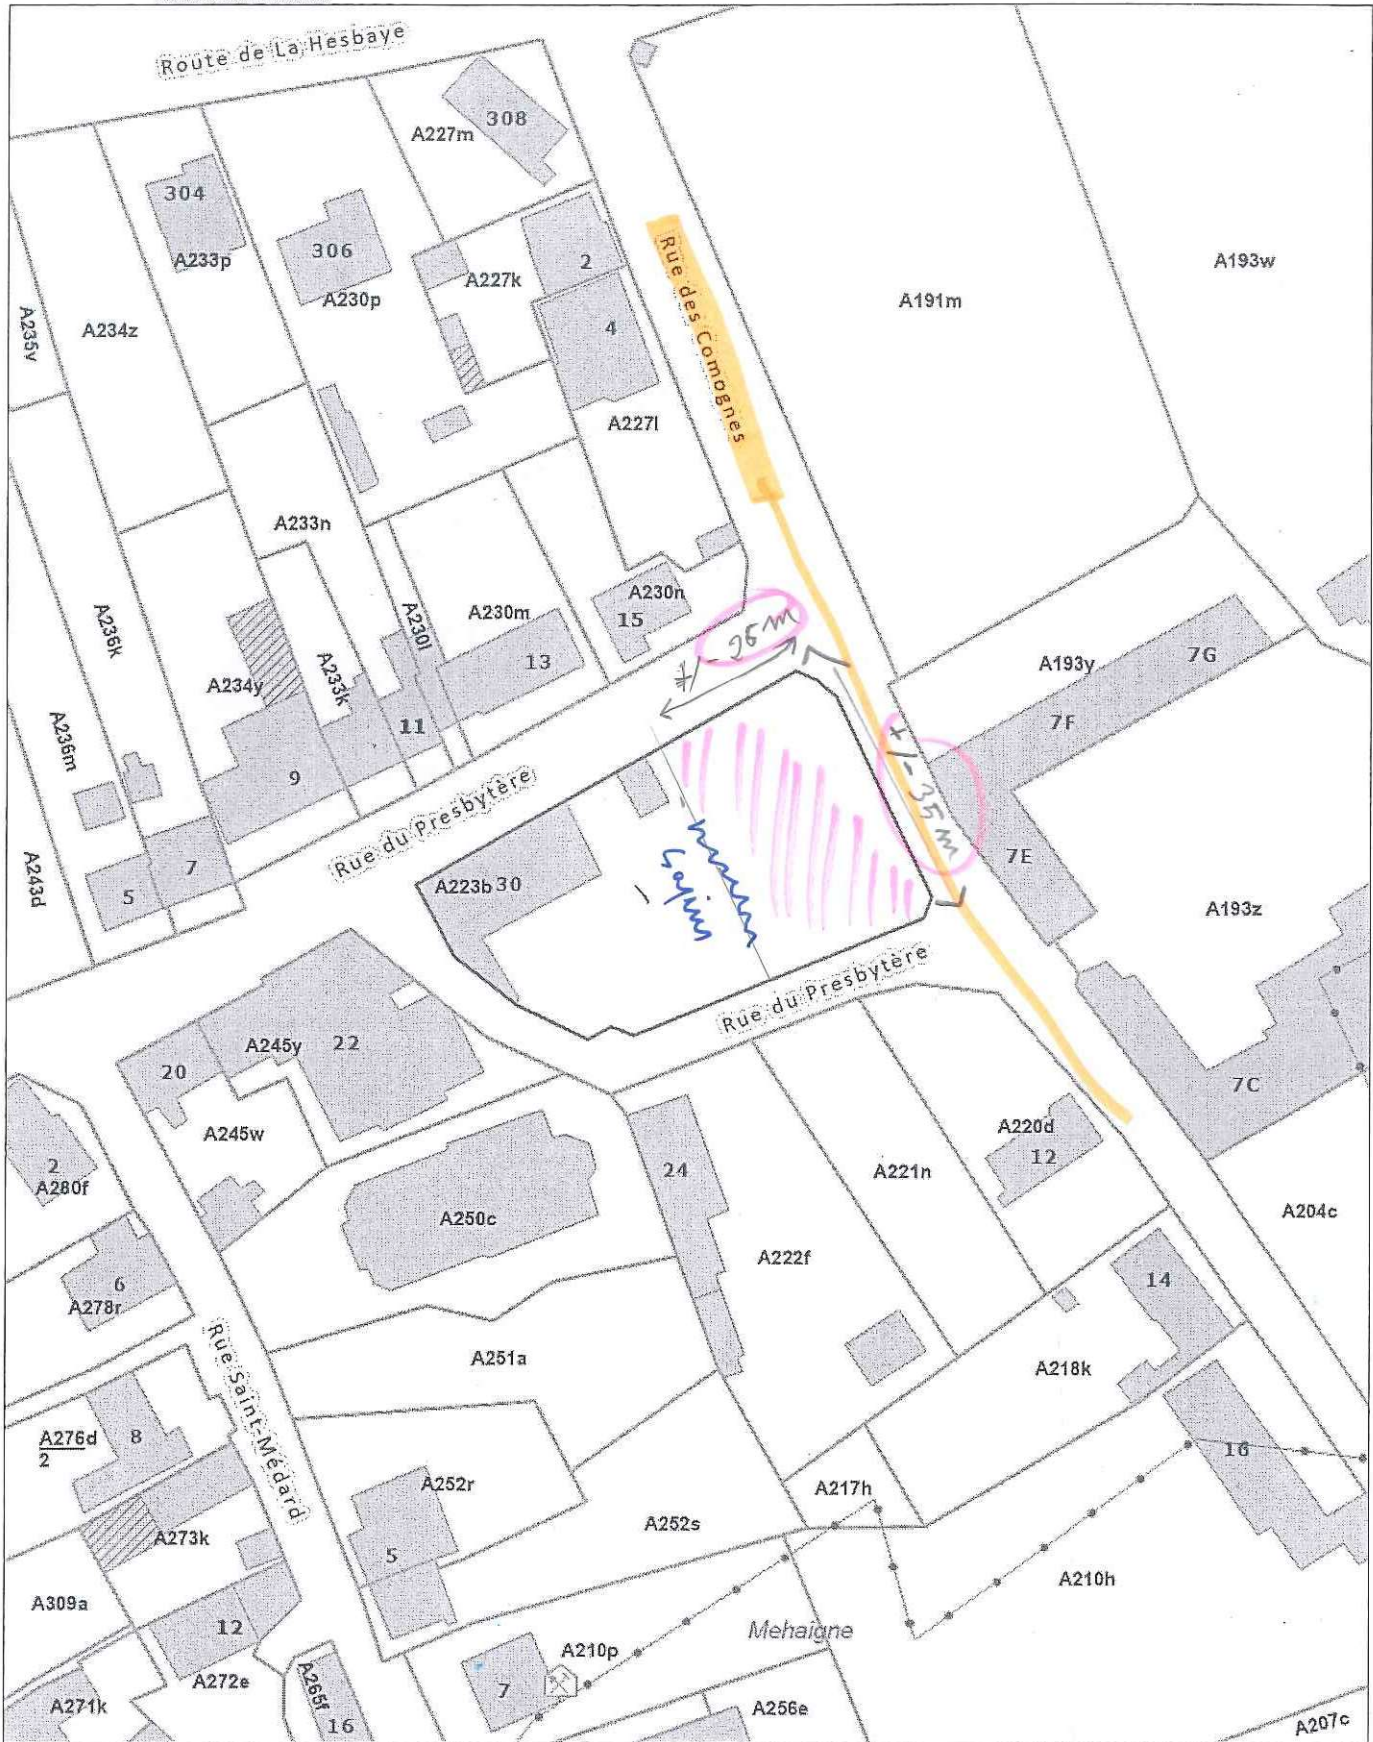 Route de La Hesbaye
308
A227m
304
A233p
306
A230p
2
A227k
Rue des Comognes
A193w
A191m
A235v
A234z
4
A227l
A233n
A236k
A230l
A230m
A230n
15
+/- 25 m
13
A193y
7G
A234y
A233k
7F
A236m
11
9
+/- 35 m
Rue du Presbytère
A243d
7
5
A223b 30
Sapins
7E
A193z
Rue du Presbytère
22
A245y
20
7C
A245w
A220d
12
2
A280f
24
A221n
A250c
A204c
A222f
6
A278r
14
Rue Saint-Médard
A251a
A218k
A276d
2
8
16
A252r
A217h
A273k
A252s
5
A309a
A210h
12
Mehaigne
A210p
A272e
A265f
7
A271k
16
A256e
A207c